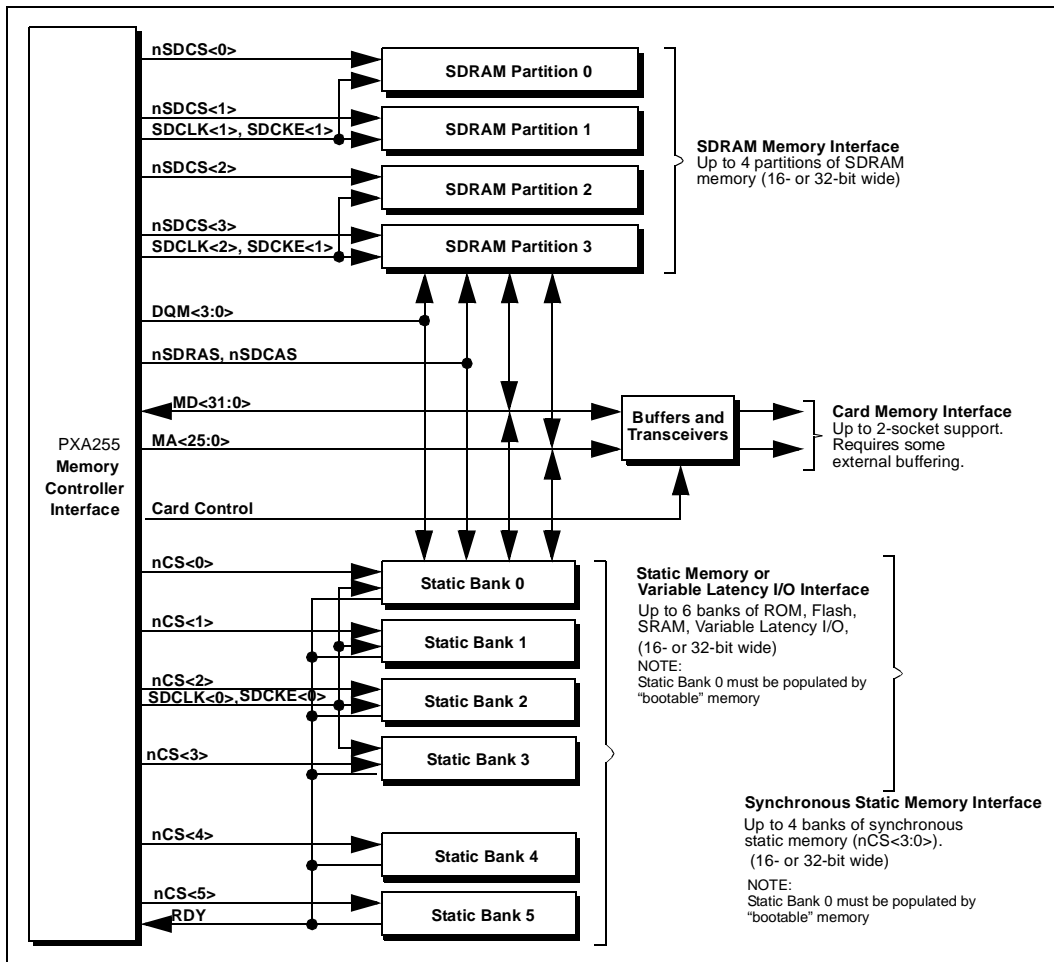 nSDCS<0>
SDRAM Partition 0
nSDCS<1>
SDCLK<1>, SDCKE<1>
SDRAM Partition 1
nSDCS<2>
SDRAM Partition 2
nSDCS<3>
SDCLK<2>, SDCKE<1>
SDRAM Partition 3
SDRAM Memory Interface
Up to 4 partitions of SDRAM
memory (16- or 32-bit wide)
DQM<3:0>
nSDRAS, nSDCAS
MD<31:0>
MA<25:0>
Buffers and
Transceivers
Card Memory Interface
Up to 2-socket support.
Requires some
external buffering.
PXA255
Memory
Controller
Interface
Card Control
nCS<0>
Static Bank 0
nCS<1>
Static Bank 1
nCS<2>
SDCLK<0>,SDCKE<0>
Static Bank 2
nCS<3>
Static Bank 3
nCS<4>
Static Bank 4
nCS<5>
RDY
Static Bank 5
Static Memory or
Variable Latency I/O Interface
Up to 6 banks of ROM, Flash,
SRAM, Variable Latency I/O,
(16- or 32-bit wide)
NOTE:
Static Bank 0 must be populated by
“bootable” memory
Synchronous Static Memory Interface
Up to 4 banks of synchronous
static memory (nCS<3:0>).
(16- or 32-bit wide)
NOTE:
Static Bank 0 must be populated by
“bootable” memory